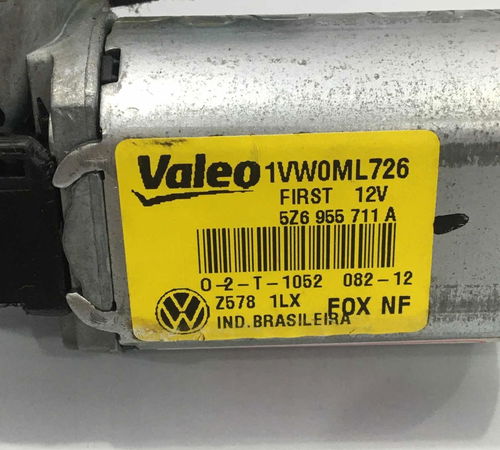 Valeo 1VW0ML726
FIRST 12V
5Z6 955 711 A
0-2-T-1052 082-12
Z578 1LX FOX NF
IND.BRASILEIRA